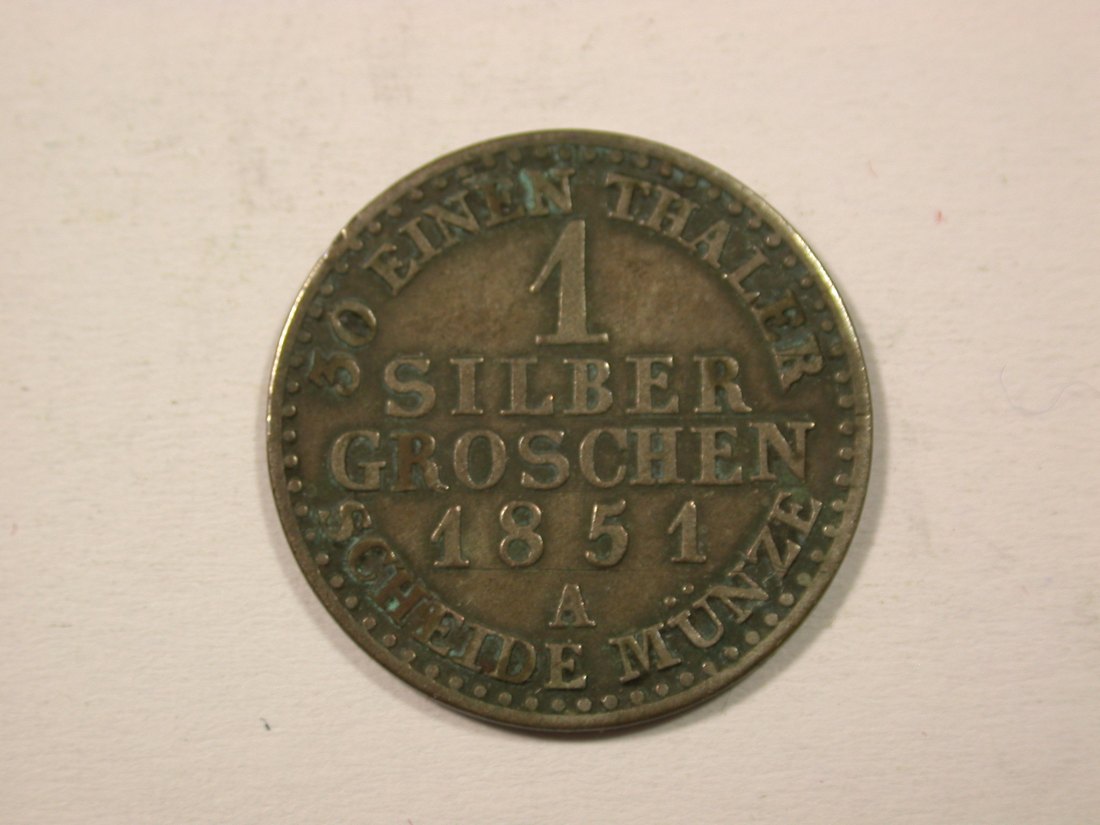 30 EINEN THALER
1
SILBER
GROSCHEN
1851
A
SCHEIDE MÜNZE